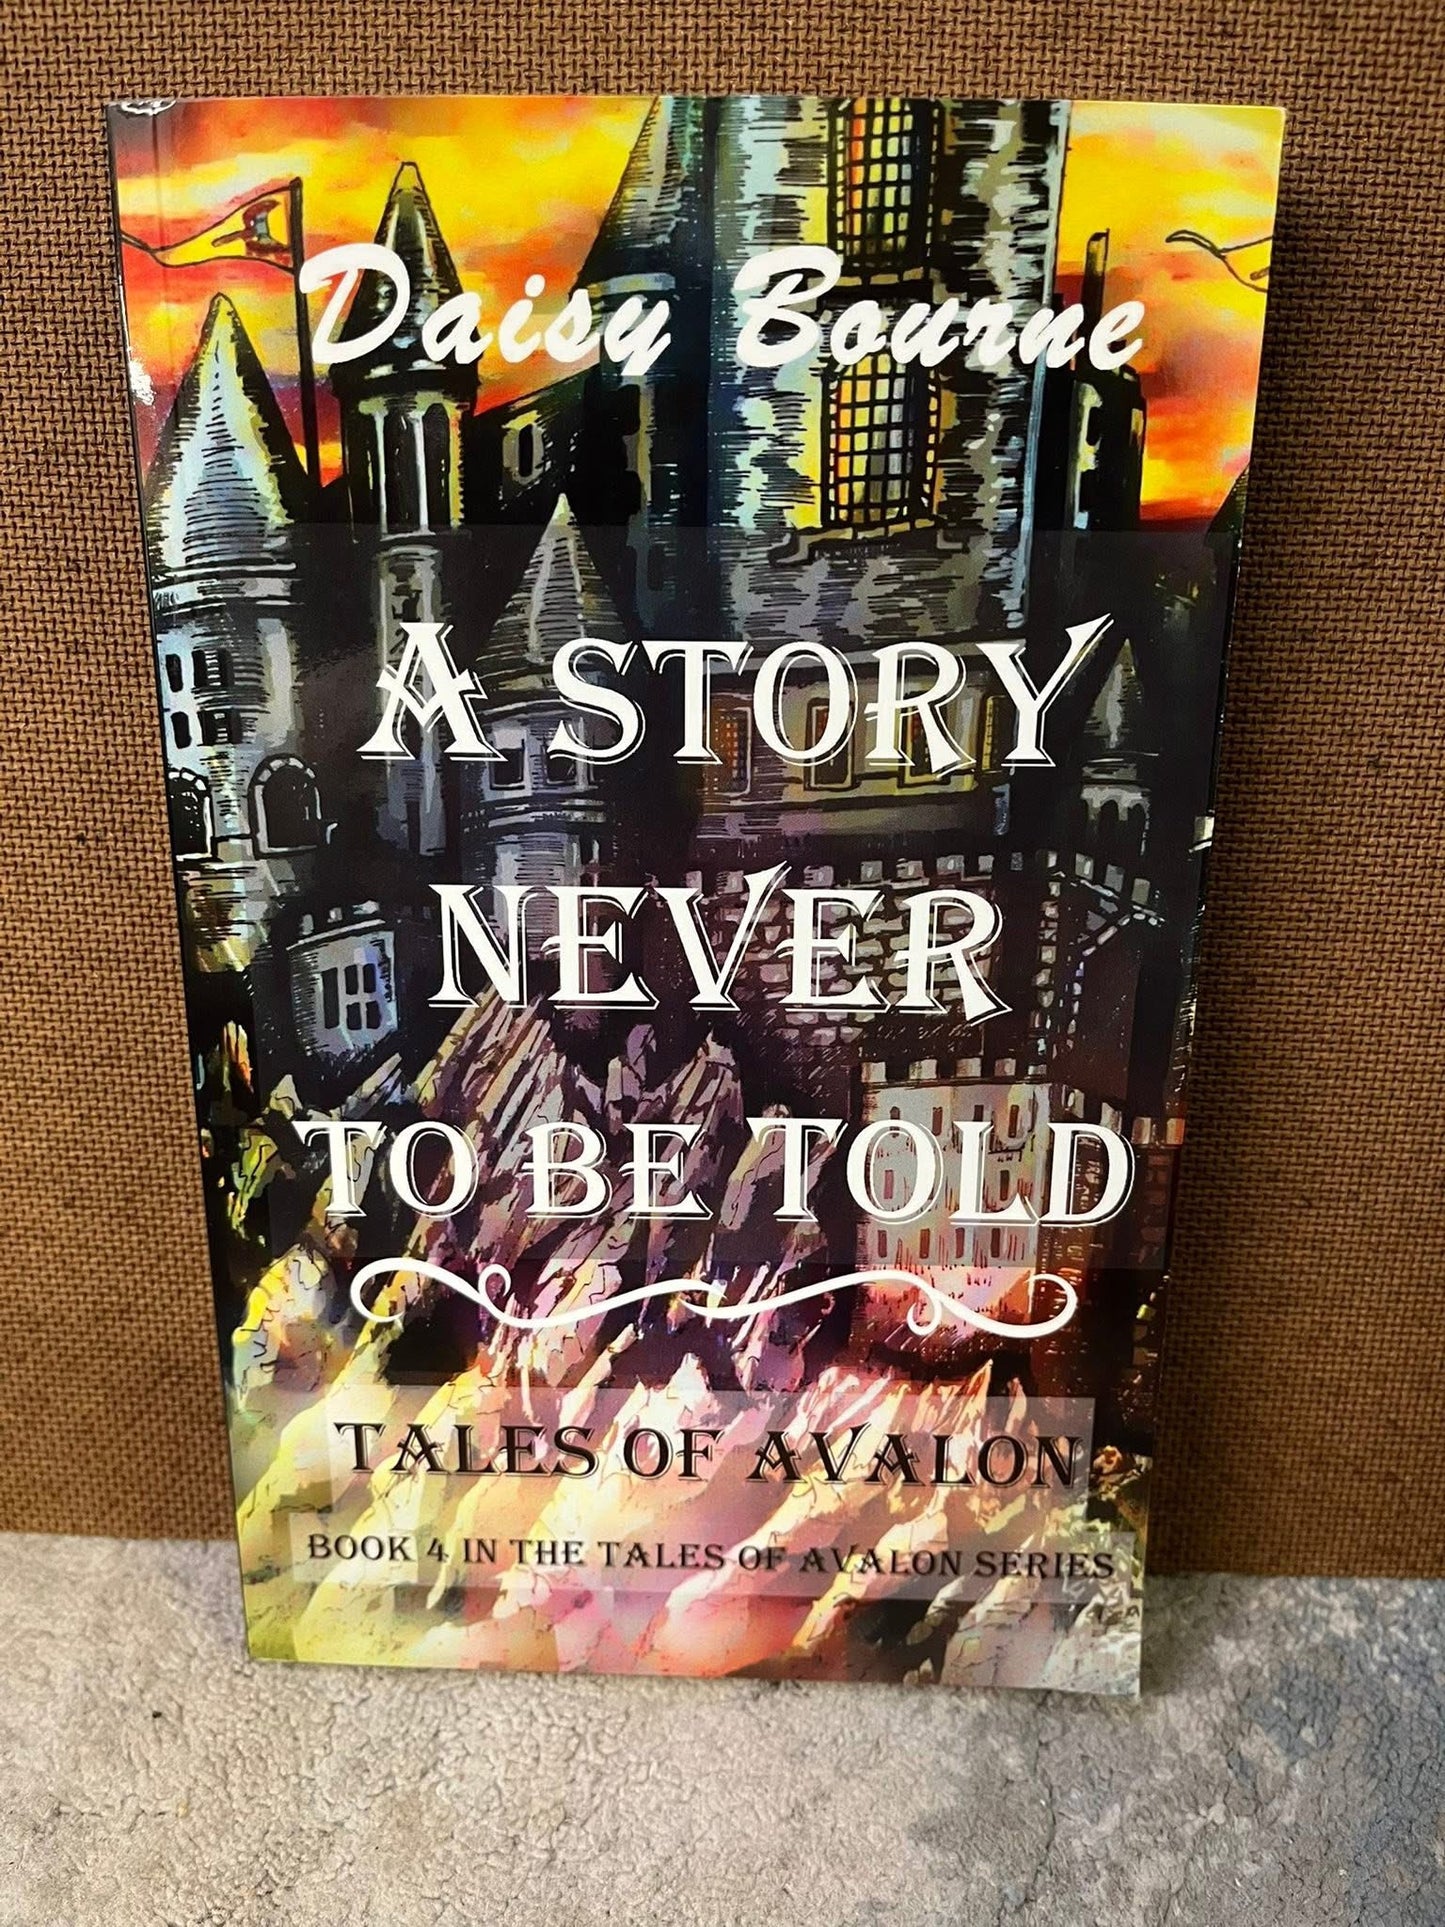 Daisy Bourne
A STORY
NEVER
TO BE TOLD
TALES OF AVALON
BOOK 4 IN THE TALES OF AVALON SERIES